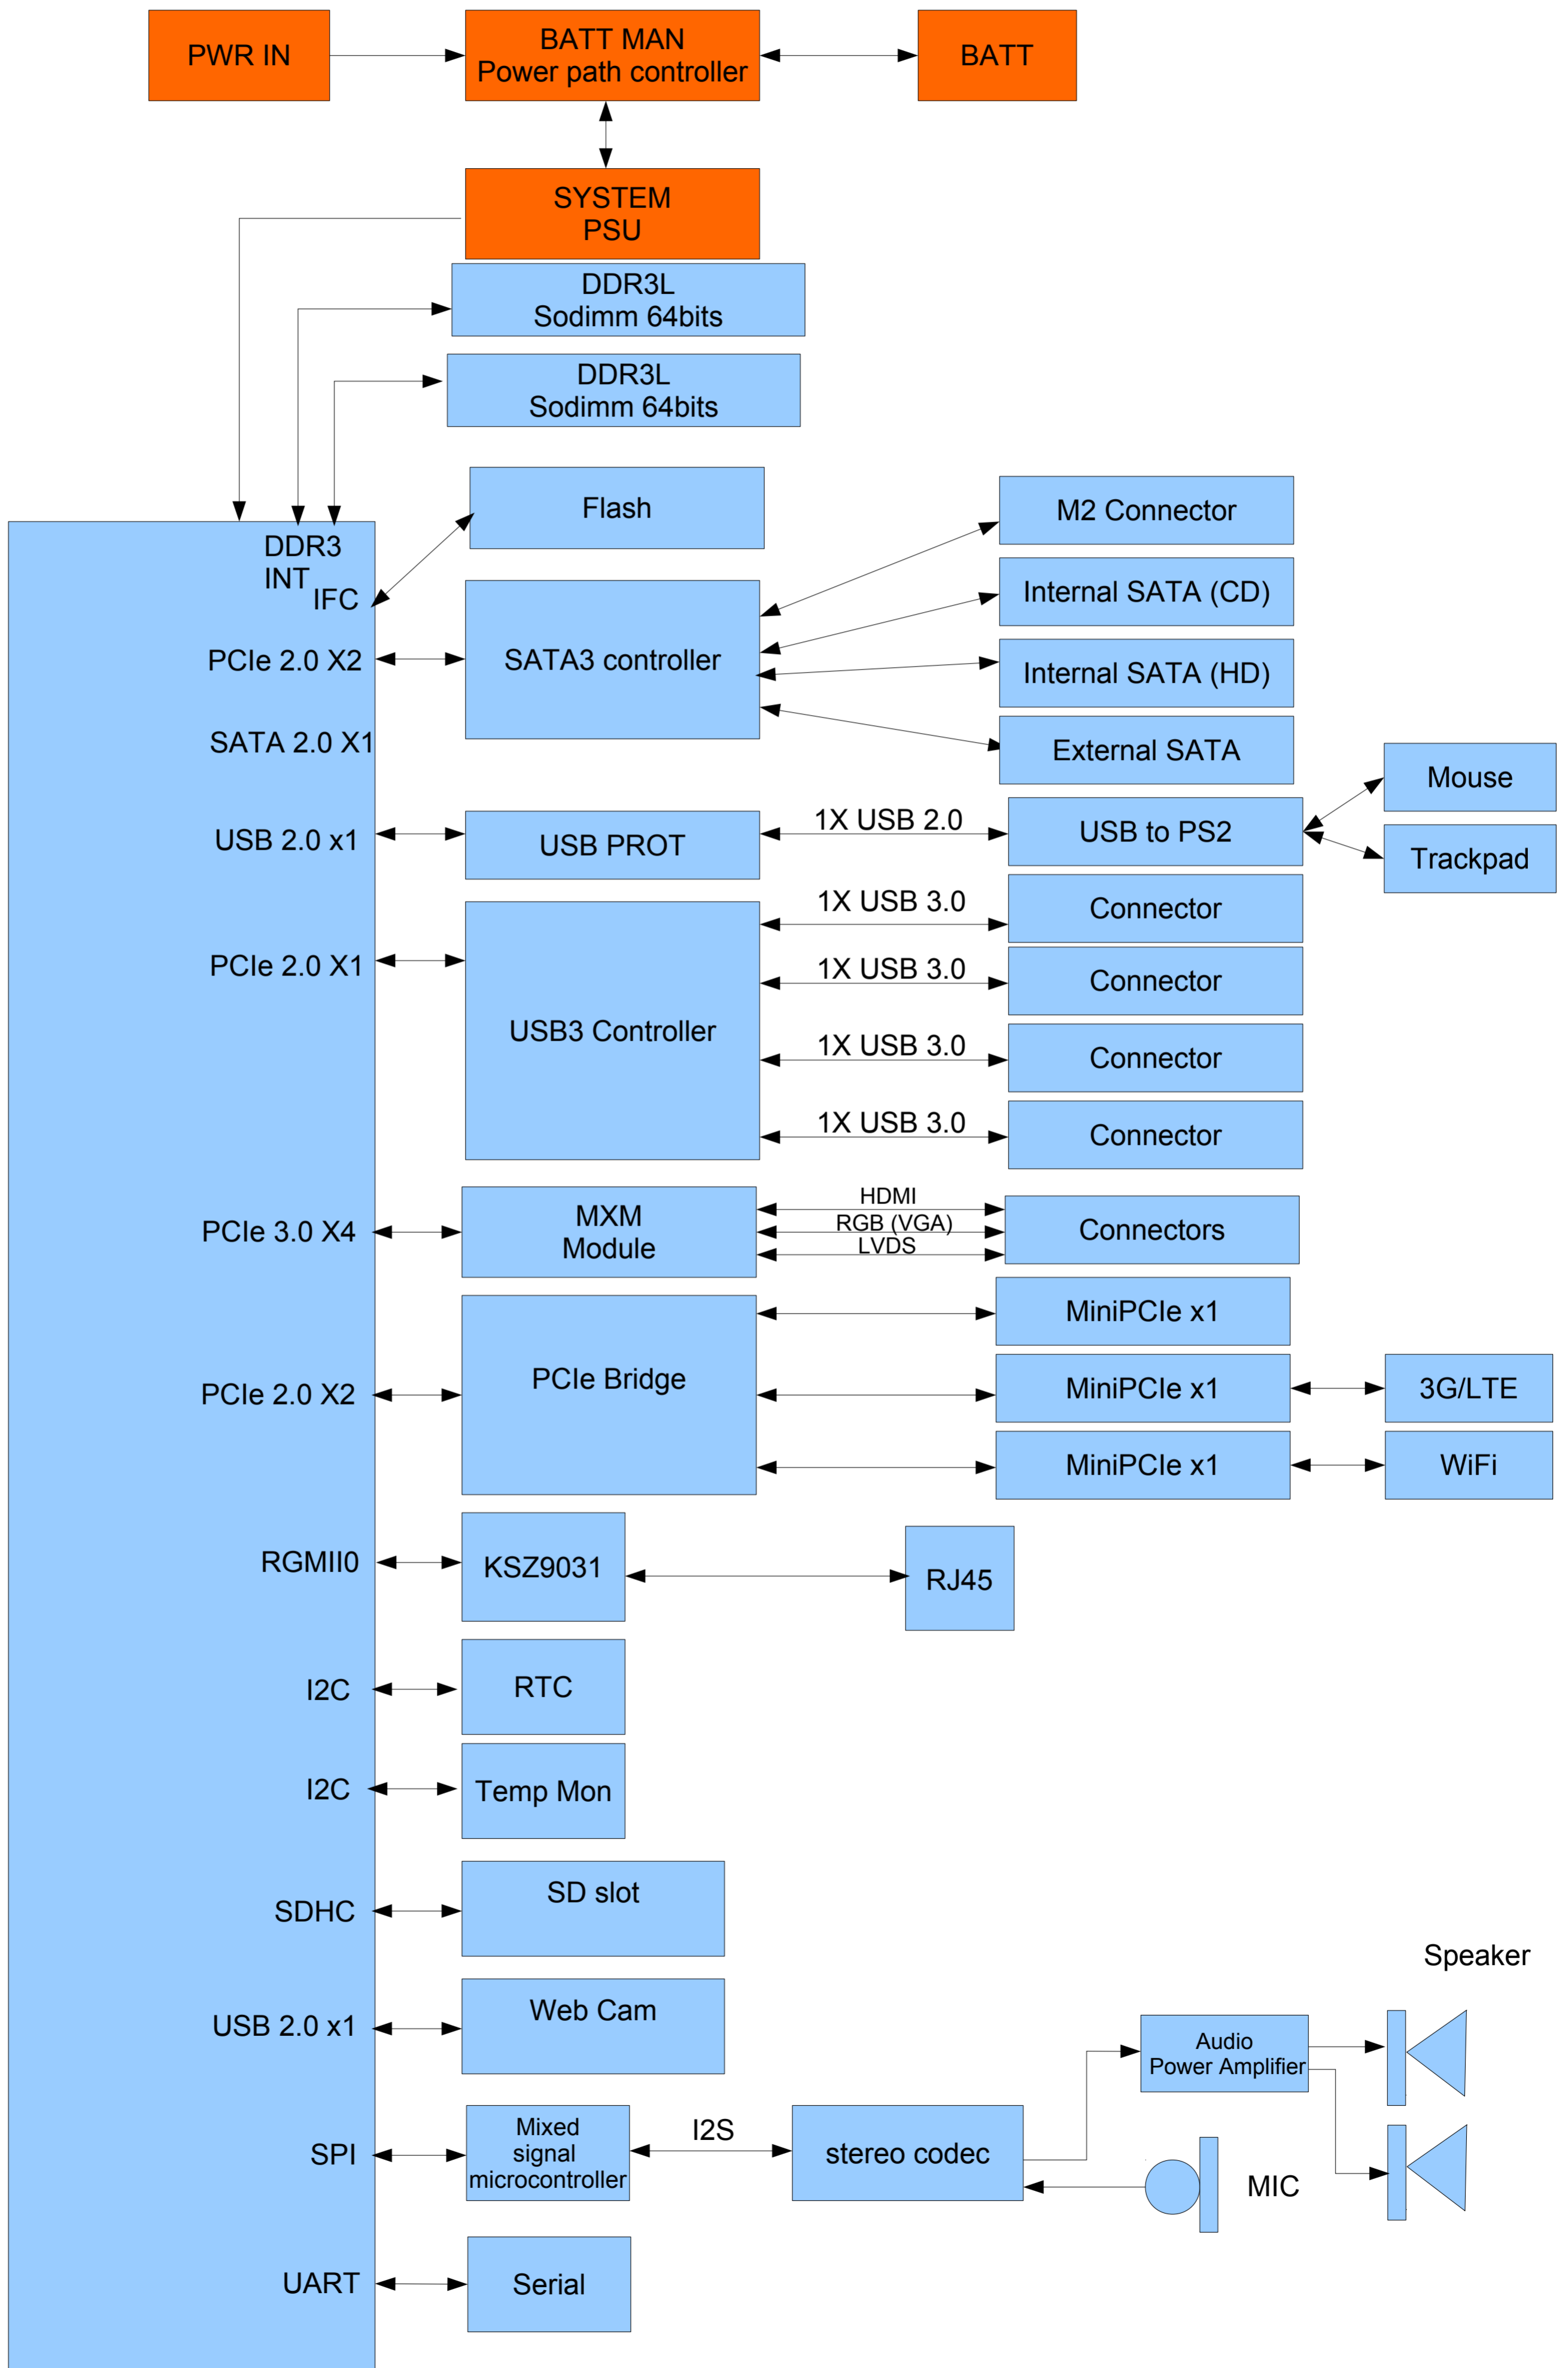 PWR IN
BATT MAN
Power path controller
BATT
SYSTEM
PSU
DDR3L
Sodimm 64bits
DDR3L
Sodimm 64bits
Flash
M2 Connector
DDR3
INT
IFC
Internal SATA (CD)
PCIe 2.0 X2
SATA3 controller
Internal SATA (HD)
SATA 2.0 X1
External SATA
Mouse
USB 2.0 x1
USB PROT
1X USB 2.0
USB to PS2
Trackpad
1X USB 3.0
Connector
PCIe 2.0 X1
1X USB 3.0
Connector
USB3 Controller
1X USB 3.0
Connector
1X USB 3.0
Connector
PCIe 3.0 X4
MXM
Module
HDMI
RGB (VGA)
LVDS
Connectors
MiniPCIe x1
PCIe 2.0 X2
PCIe Bridge
MiniPCIe x1
3G/LTE
MiniPCIe x1
WiFi
RGMII0
KSZ9031
RJ45
I2C
RTC
I2C
Temp Mon
SDHC
SD slot
Speaker
USB 2.0 x1
Web Cam
Audio
Power Amplifier
SPI
Mixed
signal
microcontroller
I2S
stereo codec
MIC
UART
Serial